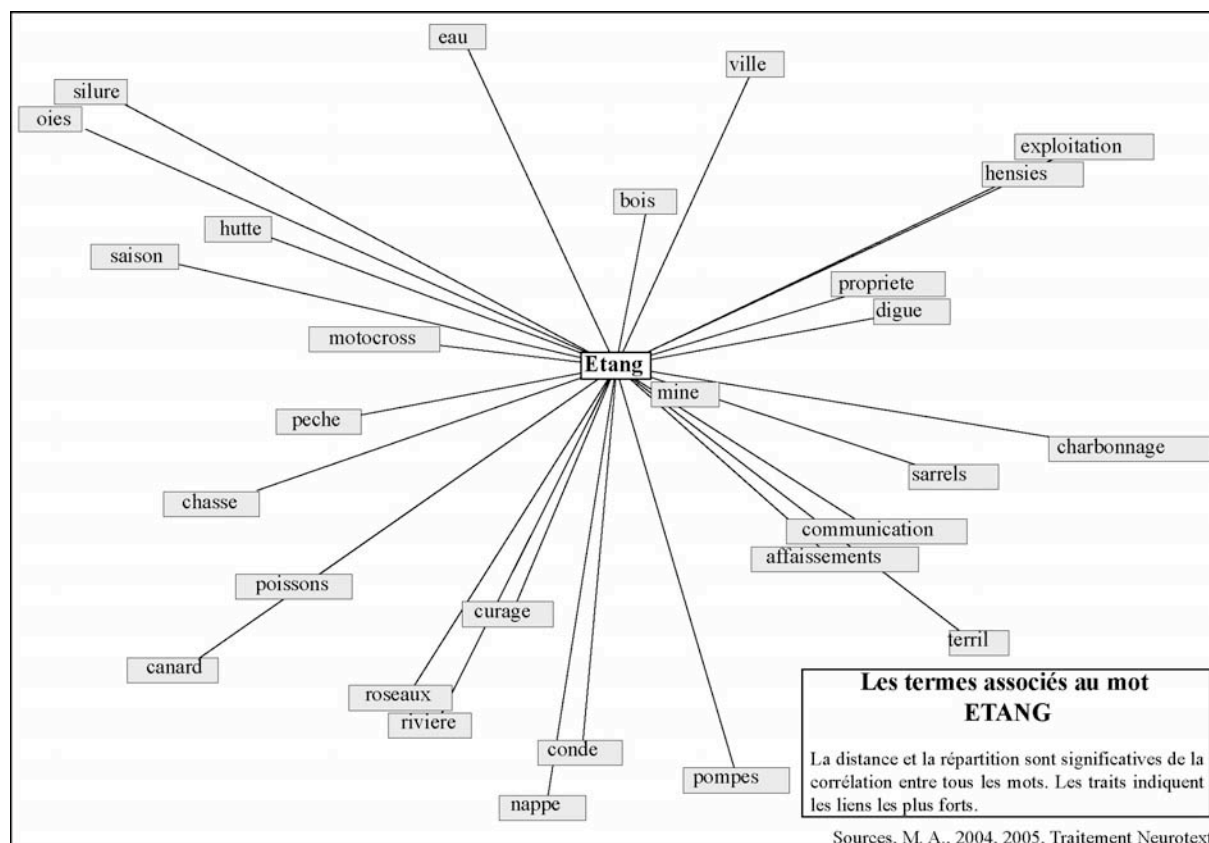 eau
ville
silure
oies
exploitation
hensies
bois
hutte
saison
propriete
digue
motocross
Etang
mine
peche
charbonnage
sarrels
chasse
communication
affaissements
poissons
curage
terril
canard
roseaux
riviére
conde
pompes
nappe
Les termes associés au mot
ETANG
La distance et la répartition sont significatives de la
corrélation entre tous les mots. Les traits indiquent
les liens les plus forts.
Sources, M. A., 2004, 2005, Traitement Neurotext